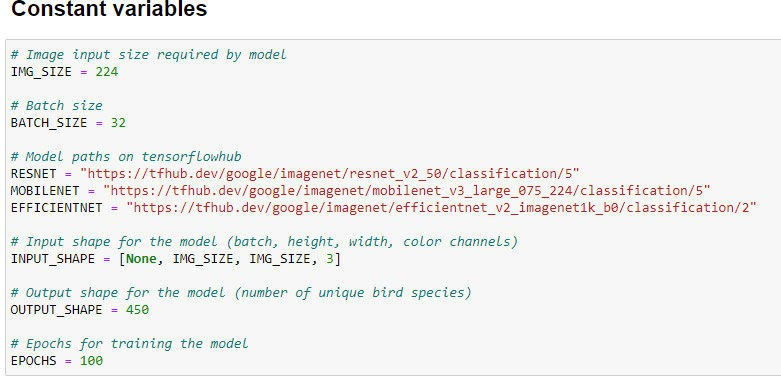 Constant variables
# Image input size required by model
IMG_SIZE = 224
# Batch size
BATCH_SIZE = 32
# Model paths on tensorflowhub
RESNET = "https://tfhub.dev/google/imagenet/resnet_v2_50/classification/5"
MOBILENET = "https://tfhub.dev/google/imagenet/mobilenet_v3_large_075_224/classification/5"
EFFICIENTNET = "https://tfhub.dev/google/imagenet/efficientnet_v2_imagenet1k_b0/classification/2"
# Input shape for the model (batch, height, width, color channels)
INPUT_SHAPE = [None, IMG_SIZE, IMG_SIZE, 3]
# Output shape for the model (number of unique bird species)
OUTPUT_SHAPE = 450
# Epochs for training the model
EPOCHS = 100